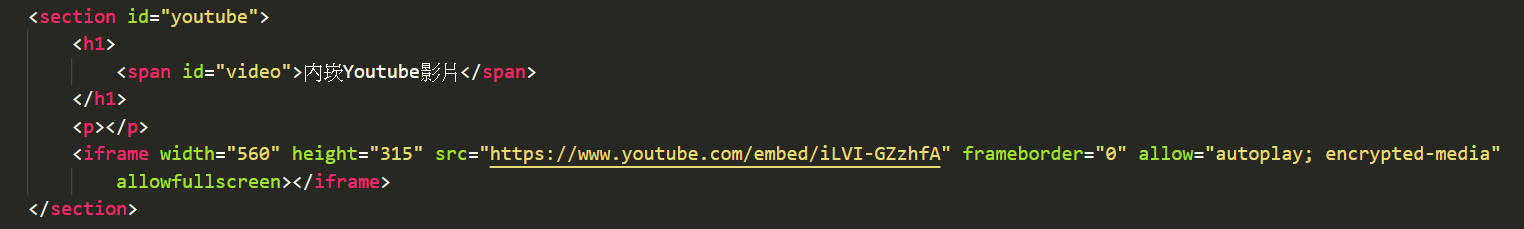 <section id="youtube">
<h1>
<span id="video">內崁Youtube影片</span>
</h1>
<p></p>
<iframe width="560" height="315" src="https://www.youtube.com/embed/iLVI-GZzhfA" frameborder="0" allow="autoplay; encrypted-media"
allowfullscreen></iframe>
</section>